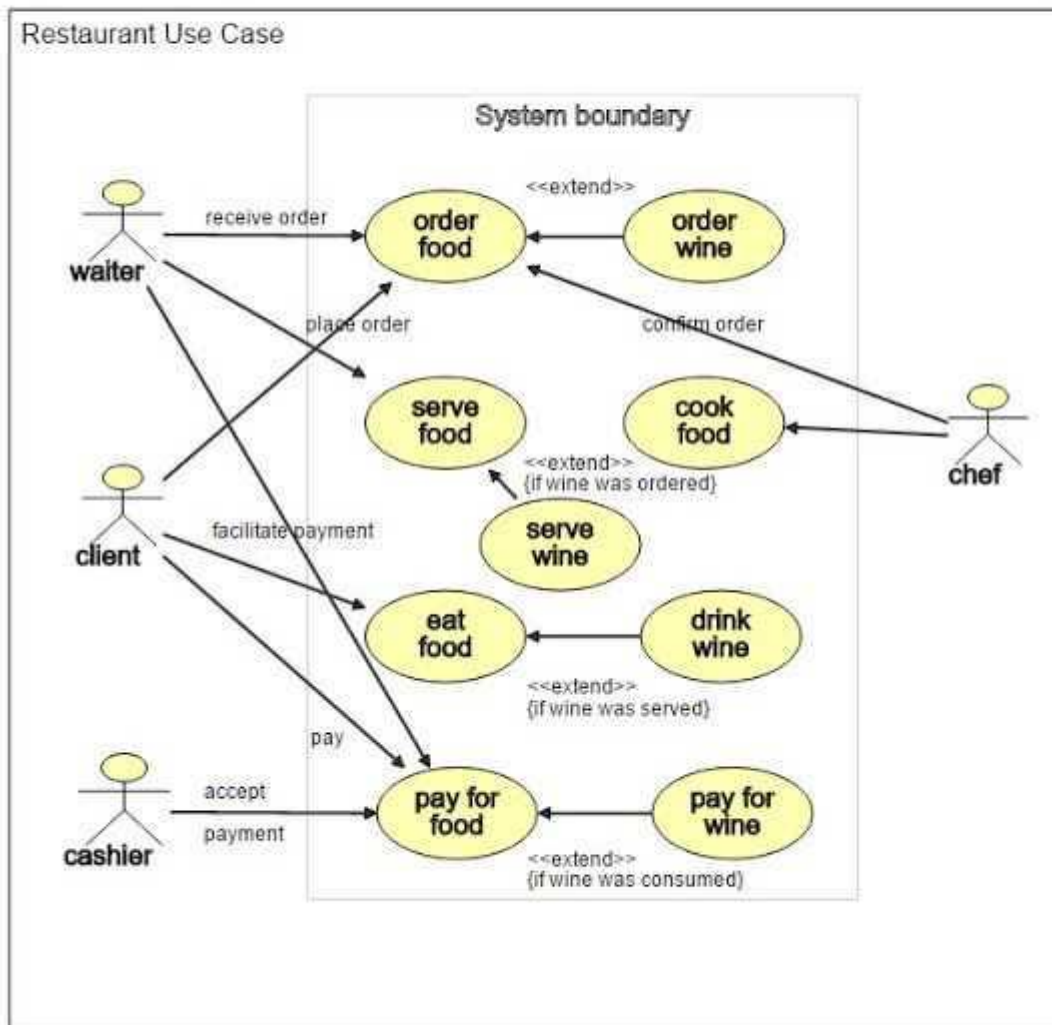 Restaurant Use Case
System boundary
<<extend>>
receive order
order
food
order
wine
waiter
place order
confirm order
serve
food
cook
food
<<extend>>
{if wine was ordered}
chef
facilitate payment
serve
wine
client
eat
food
drink
wine
<<extend>>
{if wine was served}
pay
accept
payment
pay for
food
pay for
wine
cashier
<<extend>>
{if wine was consumed}